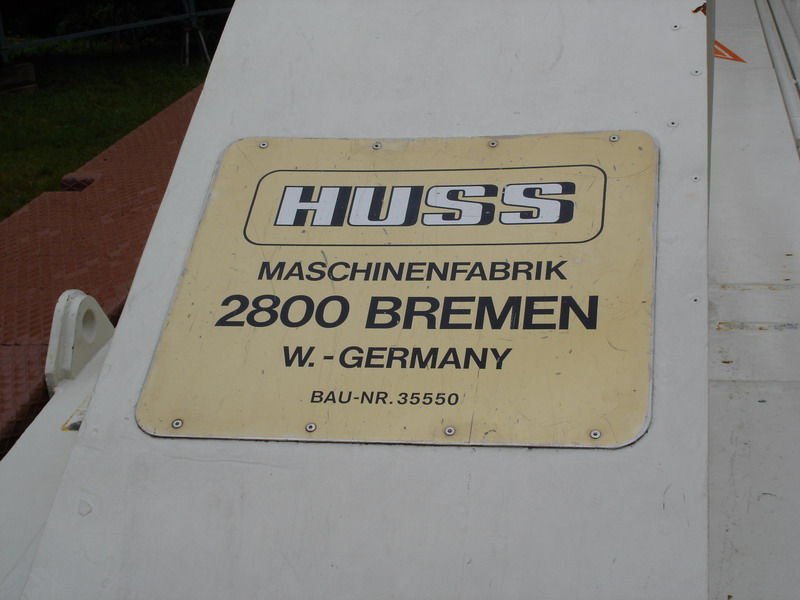 HUSS
MASCHINENFABRIK
2800 BREMEN
W.-GERMANY
BAU-NR. 35550